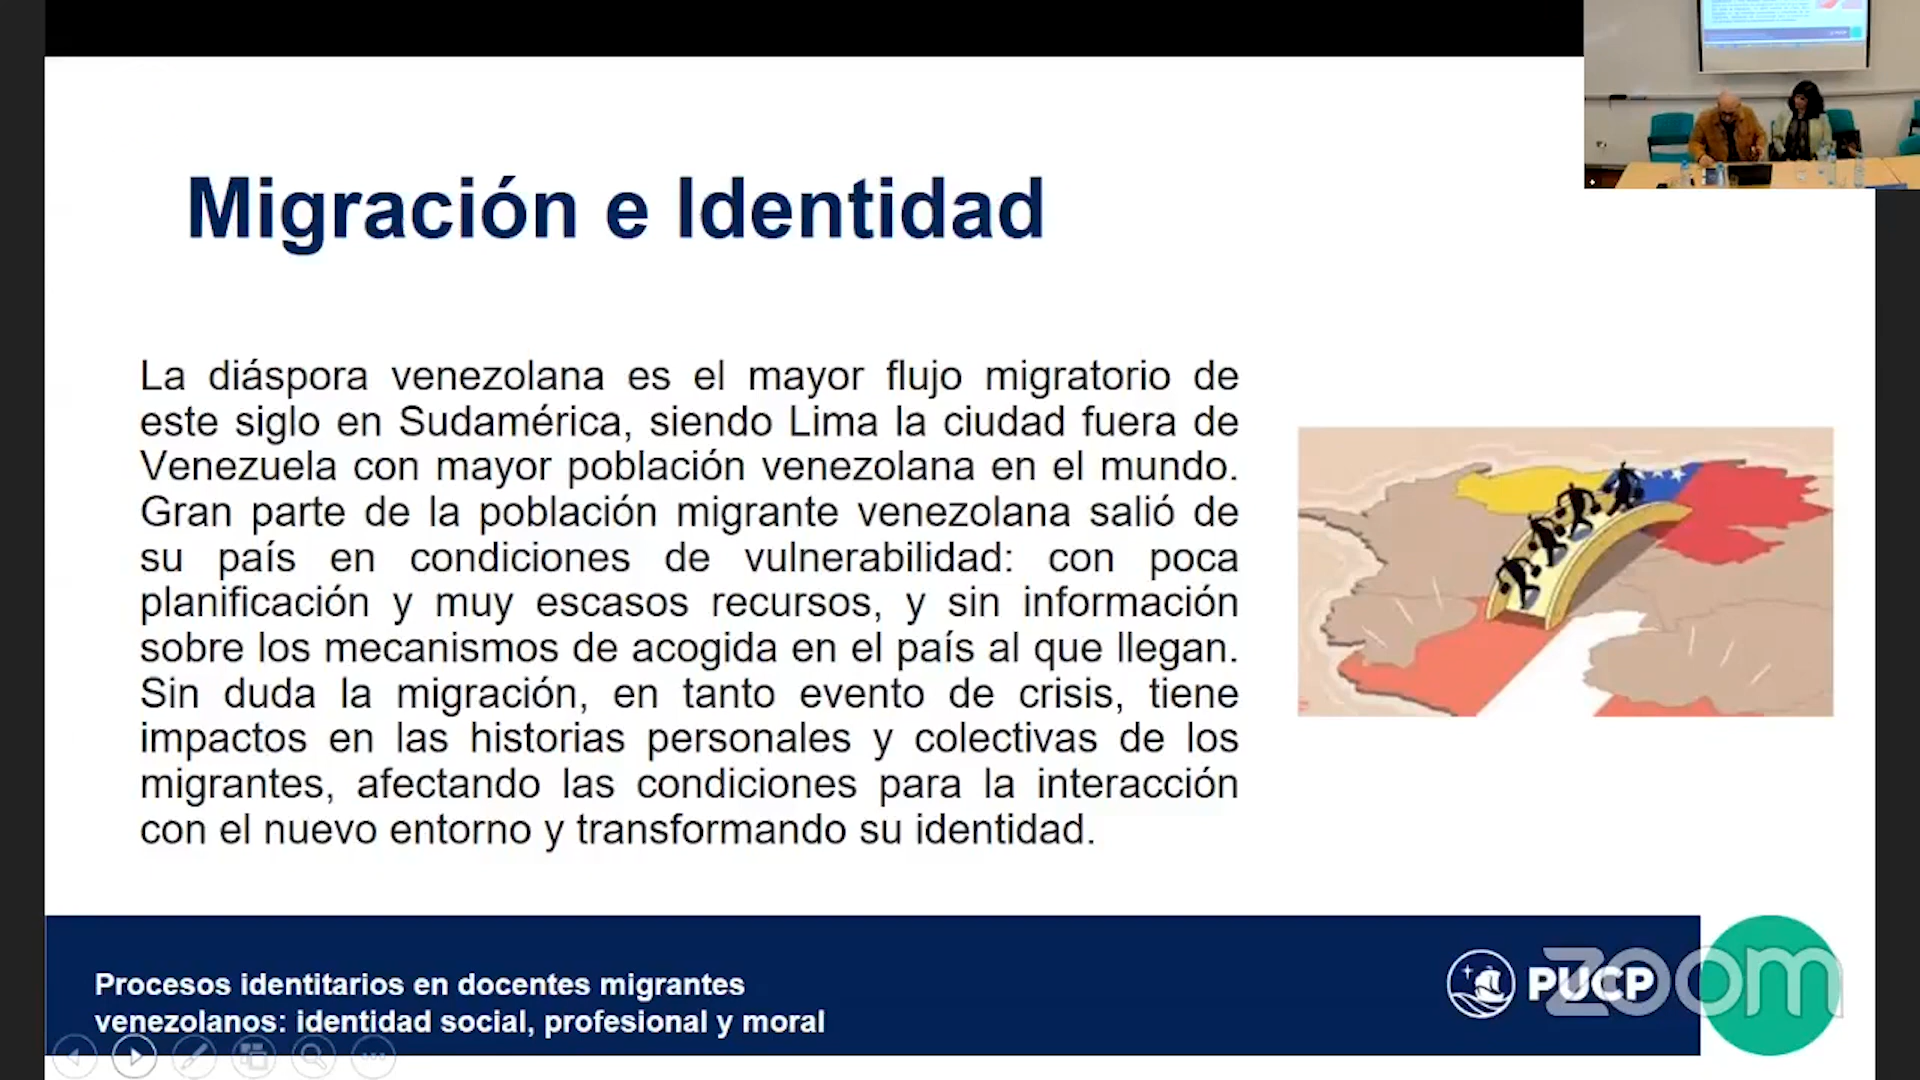 Migración e Identidad
La diáspora venezolana es el mayor flujo migratorio de
este siglo en Sudamérica, siendo Lima la ciudad fuera de
Venezuela con mayor población venezolana en el mundo.
Gran parte de la población migrante venezolana salió de
su país en condiciones de vulnerabilidad: con poca
planificación y muy escasos recursos, y sin información
sobre los mecanismos de acogida en el país al que llegan.
Sin duda la migración, en tanto evento de crisis, tiene
impactos en las historias personales y colectivas de los
migrantes, afectando las condiciones para la interacción
con el nuevo entorno y transformando su identidad.
Procesos identitarios en docentes migrantes
venezolanos: identidad social, profesional y moral
PUCP
zoom